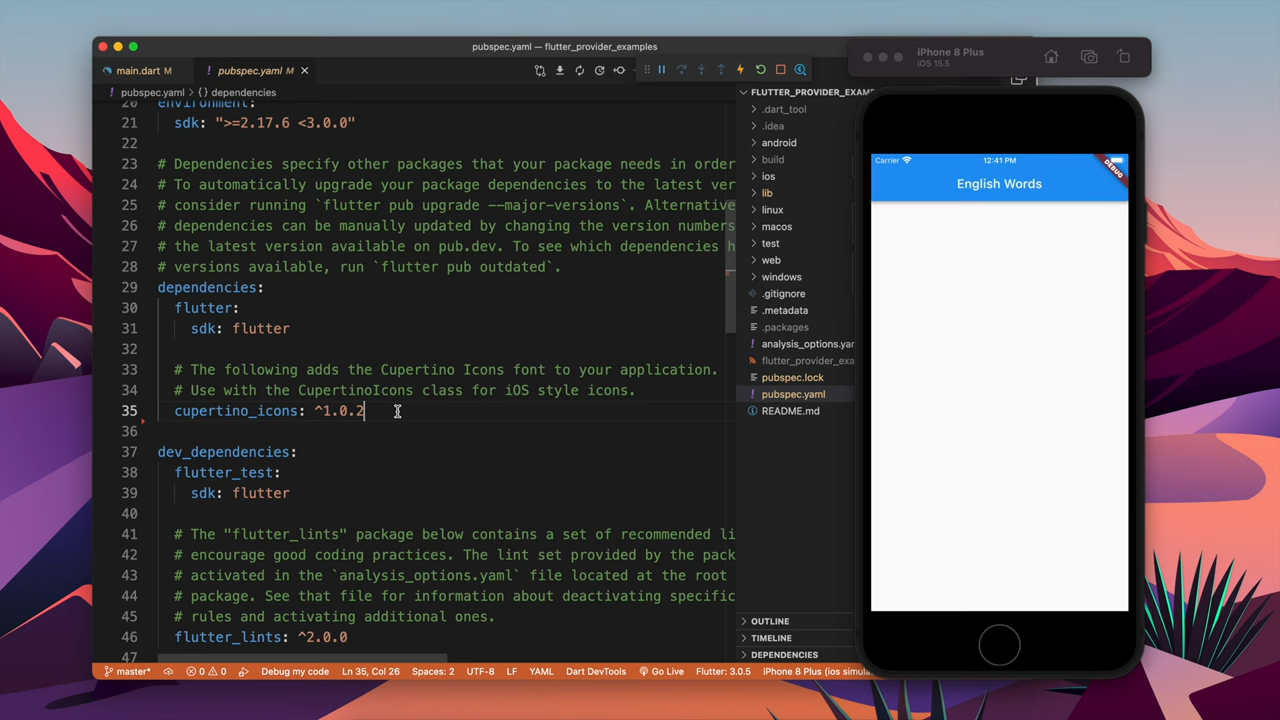 pubspec.yaml — flutter_provider_examples
main.dart M
pubspec.yaml M
pubspec.yaml > {} dependencies
20 environment:
21 sdk: ">=2.17.6 <3.0.0"
22
23 # Dependencies specify other packages that your package needs in order
24 # To automatically upgrade your package dependencies to the latest ver
25 # consider running `flutter pub upgrade --major-versions`. Alternative
26 # dependencies can be manually updated by changing the version numbers
27 # the latest version available on pub.dev. To see which dependencies h
28 # versions available, run `flutter pub outdated`.
29 dependencies:
30 flutter:
31 sdk: flutter
32
33 # The following adds the Cupertino Icons font to your application.
34 # Use with the CupertinoIcons class for iOS style icons.
35 cupertino_icons: ^1.0.2
36
37 dev_dependencies:
38 flutter_test:
39 sdk: flutter
40
41 # The "flutter_lints" package below contains a set of recommended li
42 # encourage good coding practices. The lint set provided by the pack
43 # activated in the `analysis_options.yaml` file located at the root
44 # package. See that file for information about deactivating specific
45 # rules and activating additional ones.
46 flutter_lints: ^2.0.0
47
FLUTTER_PROVIDER_EXAM
.dart_tool
.idea
android
build
ios
lib
linux
macos
test
web
windows
.gitignore
.metadata
.packages
analysis_options.yar
flutter_provider_exa
pubspec.lock
pubspec.yaml
README.md
OUTLINE
TIMELINE
DEPENDENCIES
master*
0 0
Debug my code
Ln 35, Col 26
Spaces: 2
UTF-8
LF
YAML
Dart DevTools
Go Live
Flutter: 3.0.5
iPhone 8 Plus (ios simula
iPhone 8 Plus
iOS 15.5
Carrier
12:41 PM
DEBUG
English Words